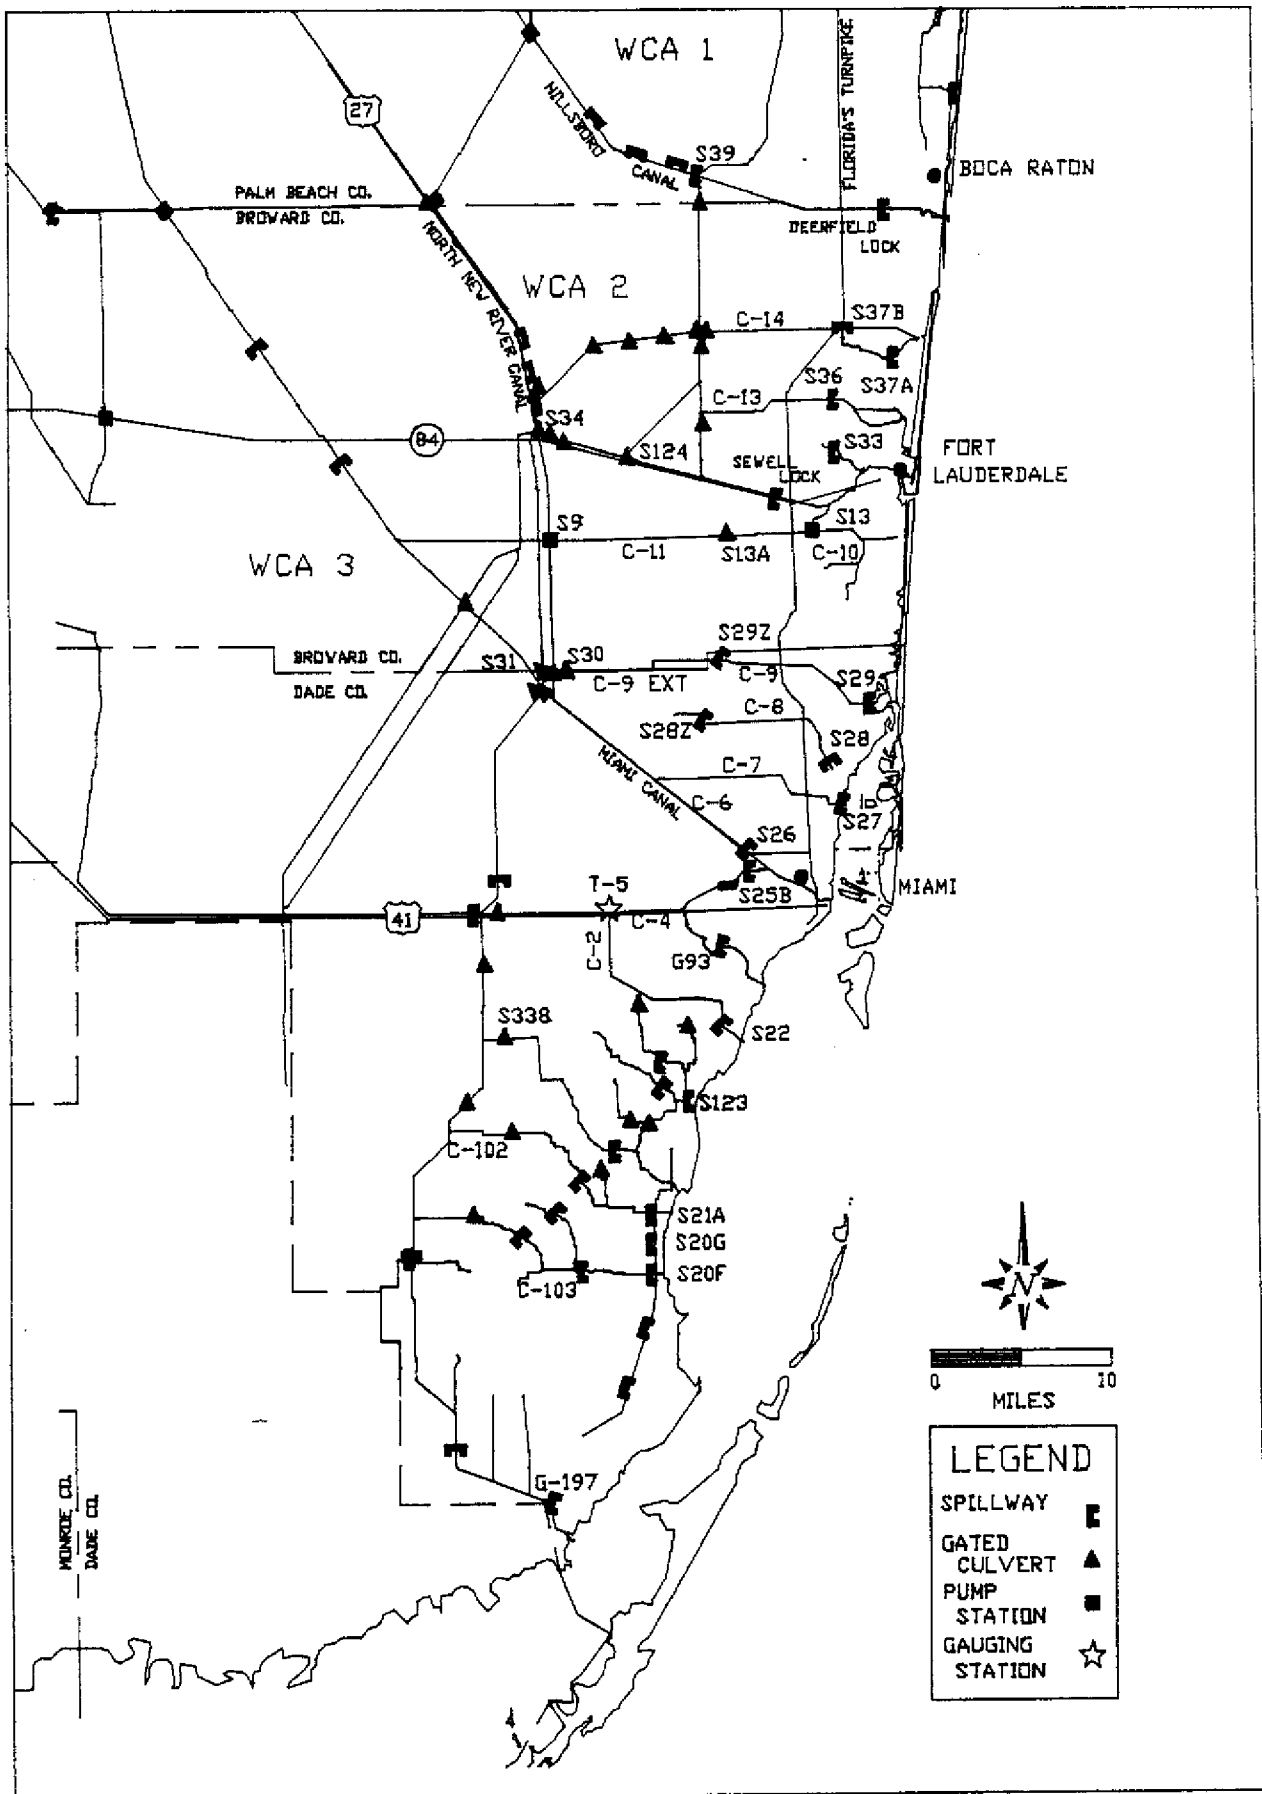 WCA 1
FLORIDA'S TURNPIKE
27
HILLSBORO
CANAL
S39
BOCA RATON
PALM BEACH CO.
BROWARD CO.
DEERFIELD
LOCK
NORTH NEW RIVER CANAL
WCA 2
C-14
S37B
S37A
S36
C-13
S34
84
S124
S33
SEWELL
LOCK
FORT
LAUDERDALE
S9
C-11
S13A
S13
C-10
WCA 3
S29Z
BROWARD CO.
DADE CO.
S31
S30
C-9 EXT
C-9
S29
C-8
S28Z
S28
MIAMI CANAL
C-7
C-6
S27
S26
S25B
MIAMI
T-5
41
C-4
C-2
G93
S338
S22
S123
C-102
S21A
S20G
S20F
C-103
N
0 10
MILES
G-197
MONROE CO.
DADE CO.
LEGEND
SPILLWAY
GATED
CULVERT
PUMP
STATION
GAUGING
STATION